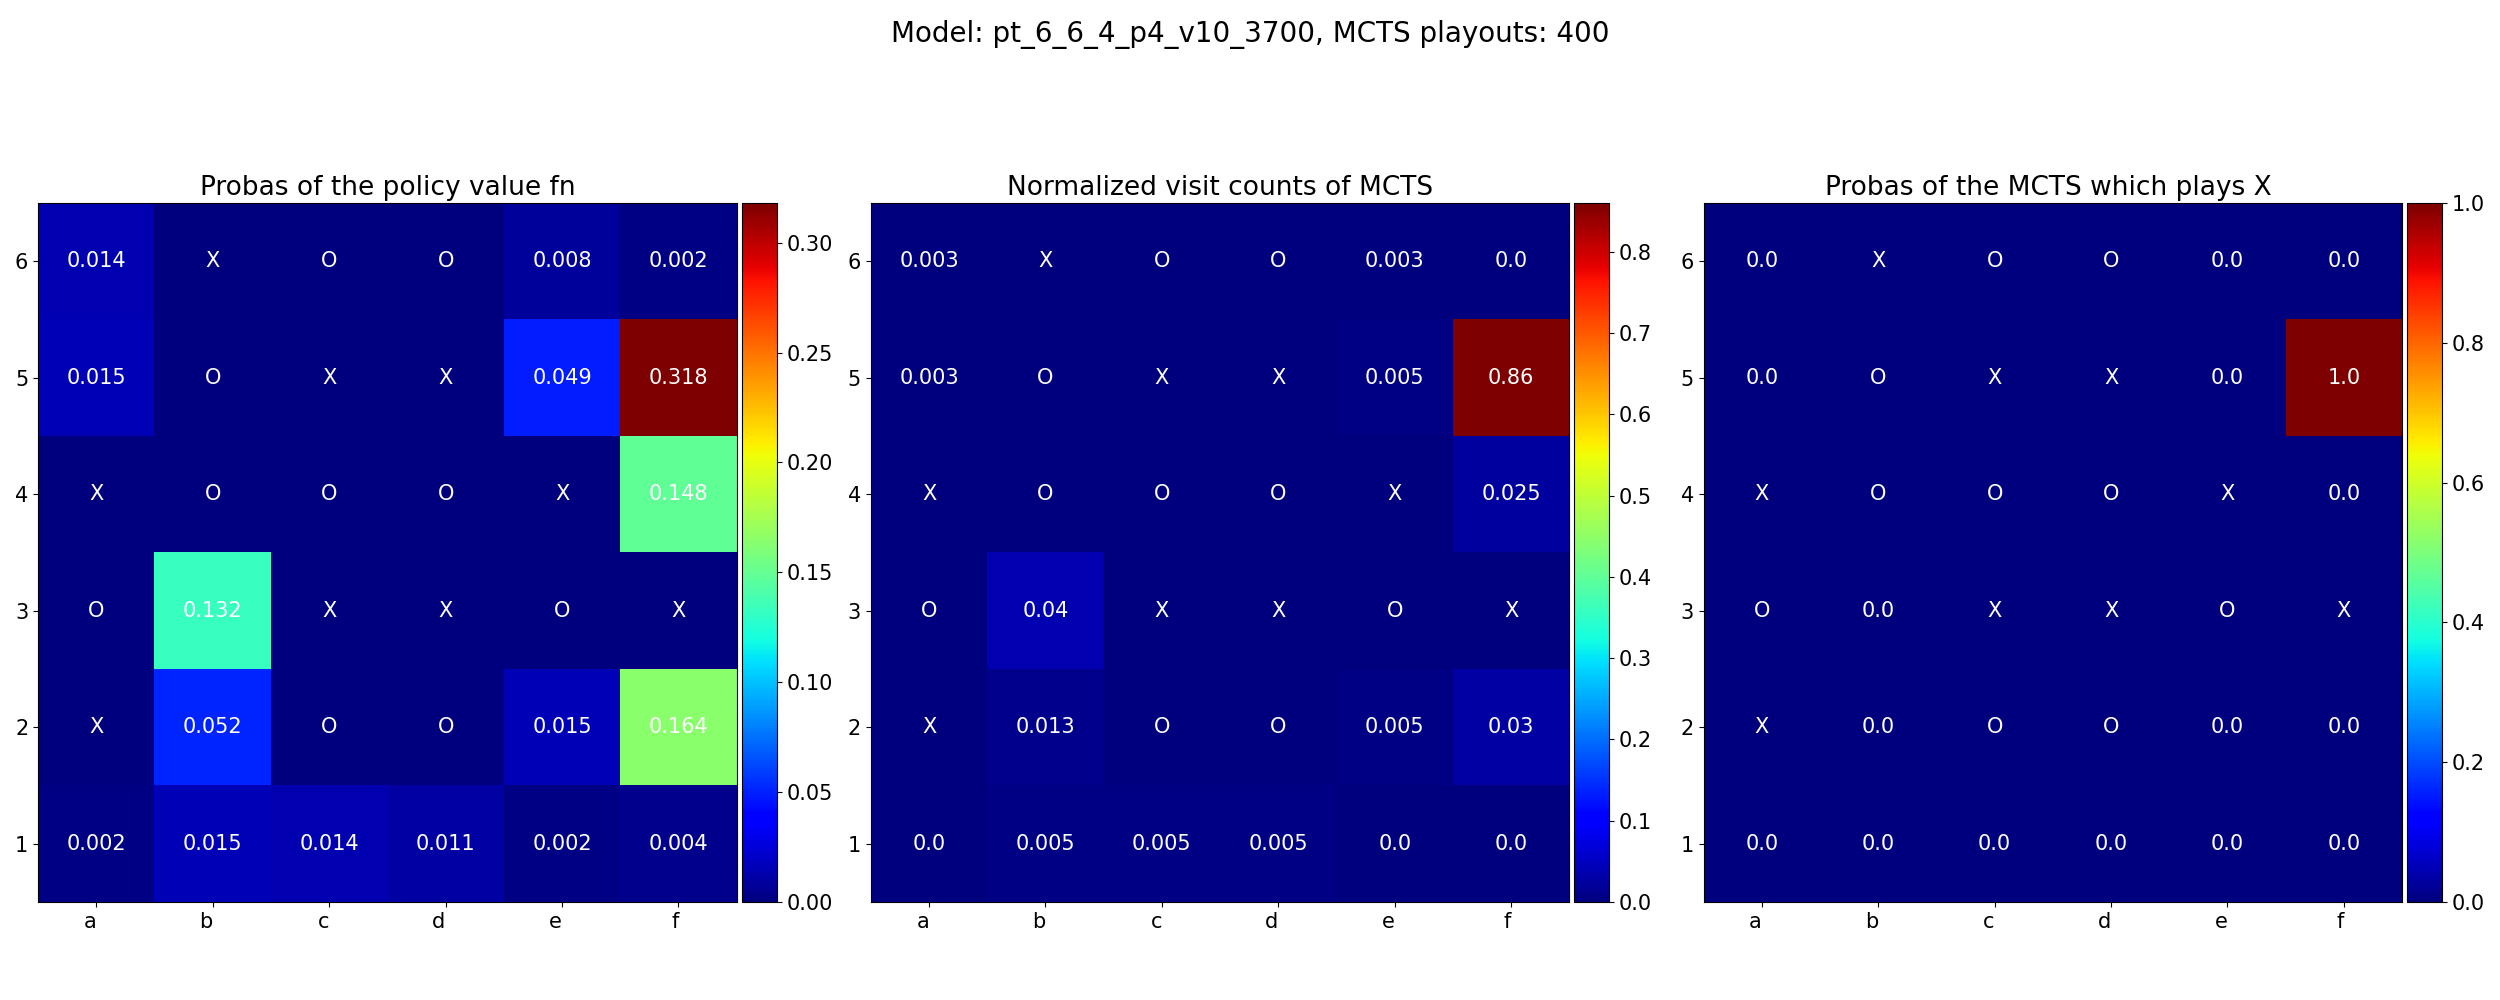 Model: pt_6_6_4_p4_v10_3700, MCTS playouts: 400
Probas of the policy value fn
6 0.014 X O O 0.008 0.002
5 0.015 O X X 0.049 0.318
4 X O O O X 0.148
3 O 0.132 X X O X
2 X 0.052 O O 0.015 0.164
1 0.002 0.015 0.014 0.011 0.002 0.004
a b c d e f
0.30
0.25
0.20
0.15
0.10
0.05
0.00
Normalized visit counts of MCTS
6 0.003 X O O 0.003 0.0
5 0.003 O X X 0.005 0.86
4 X O O O X 0.025
3 O 0.04 X X O X
2 X 0.013 O O 0.005 0.03
1 0.0 0.005 0.005 0.005 0.0 0.0
a b c d e f
0.8
0.7
0.6
0.5
0.4
0.3
0.2
0.1
0.0
Probas of the MCTS which plays X
6 0.0 X O O 0.0 0.0
5 0.0 O X X 0.0 1.0
4 X O O O X 0.0
3 O 0.0 X X O X
2 X 0.0 O O 0.0 0.0
1 0.0 0.0 0.0 0.0 0.0 0.0
a b c d e f
1.0
0.8
0.6
0.4
0.2
0.0